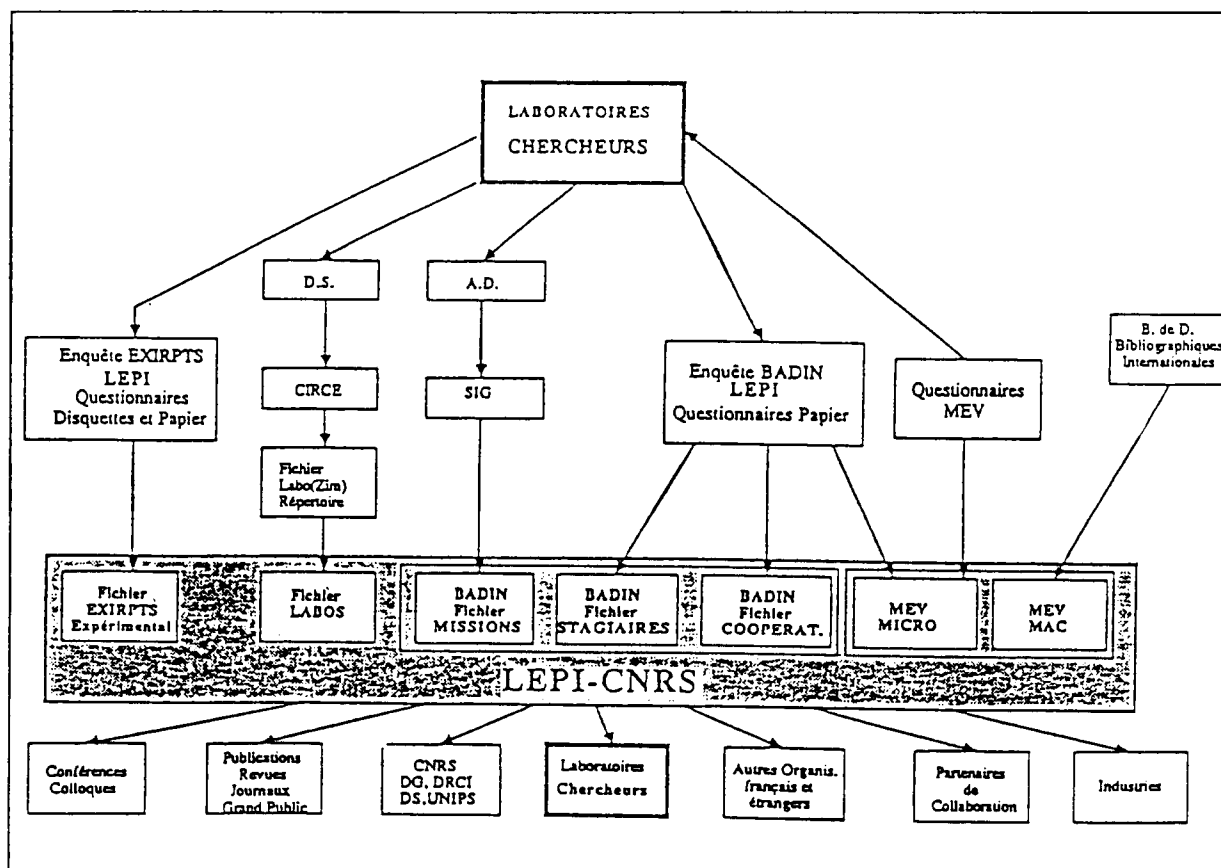 LABORATOIRES
CHERCHEURS
D.S.
A.D.
B. de D.
Bibliographiques
Internationales
Enquête EXIRPTS
LEPI
Questionnaires
Disquettes et Papier
CIRCE
SIG
Enquête BADIN
LEPI
Questionnaires Papier
Questionnaires
MEV
Fichier
Labo(Zim)
Répertoire
Fichier
EXIRPTS
Expérimental
Fichier
LABOS
BADIN
Fichier
MISSIONS
BADIN
Fichier
STAGIAIRES
BADIN
Fichier
COOPERAT.
MEV
MICRO
MEV
MAC
LEPI-CNRS
Conférences
Colloques
Publications
Revues
Journaux
Grand Public
CNRS
DG, DRCI
DS, UNIPS
Laboratoires
Chercheurs
Autres Organis.
français et
étrangers
Partenaires
de
Collaboration
Industries